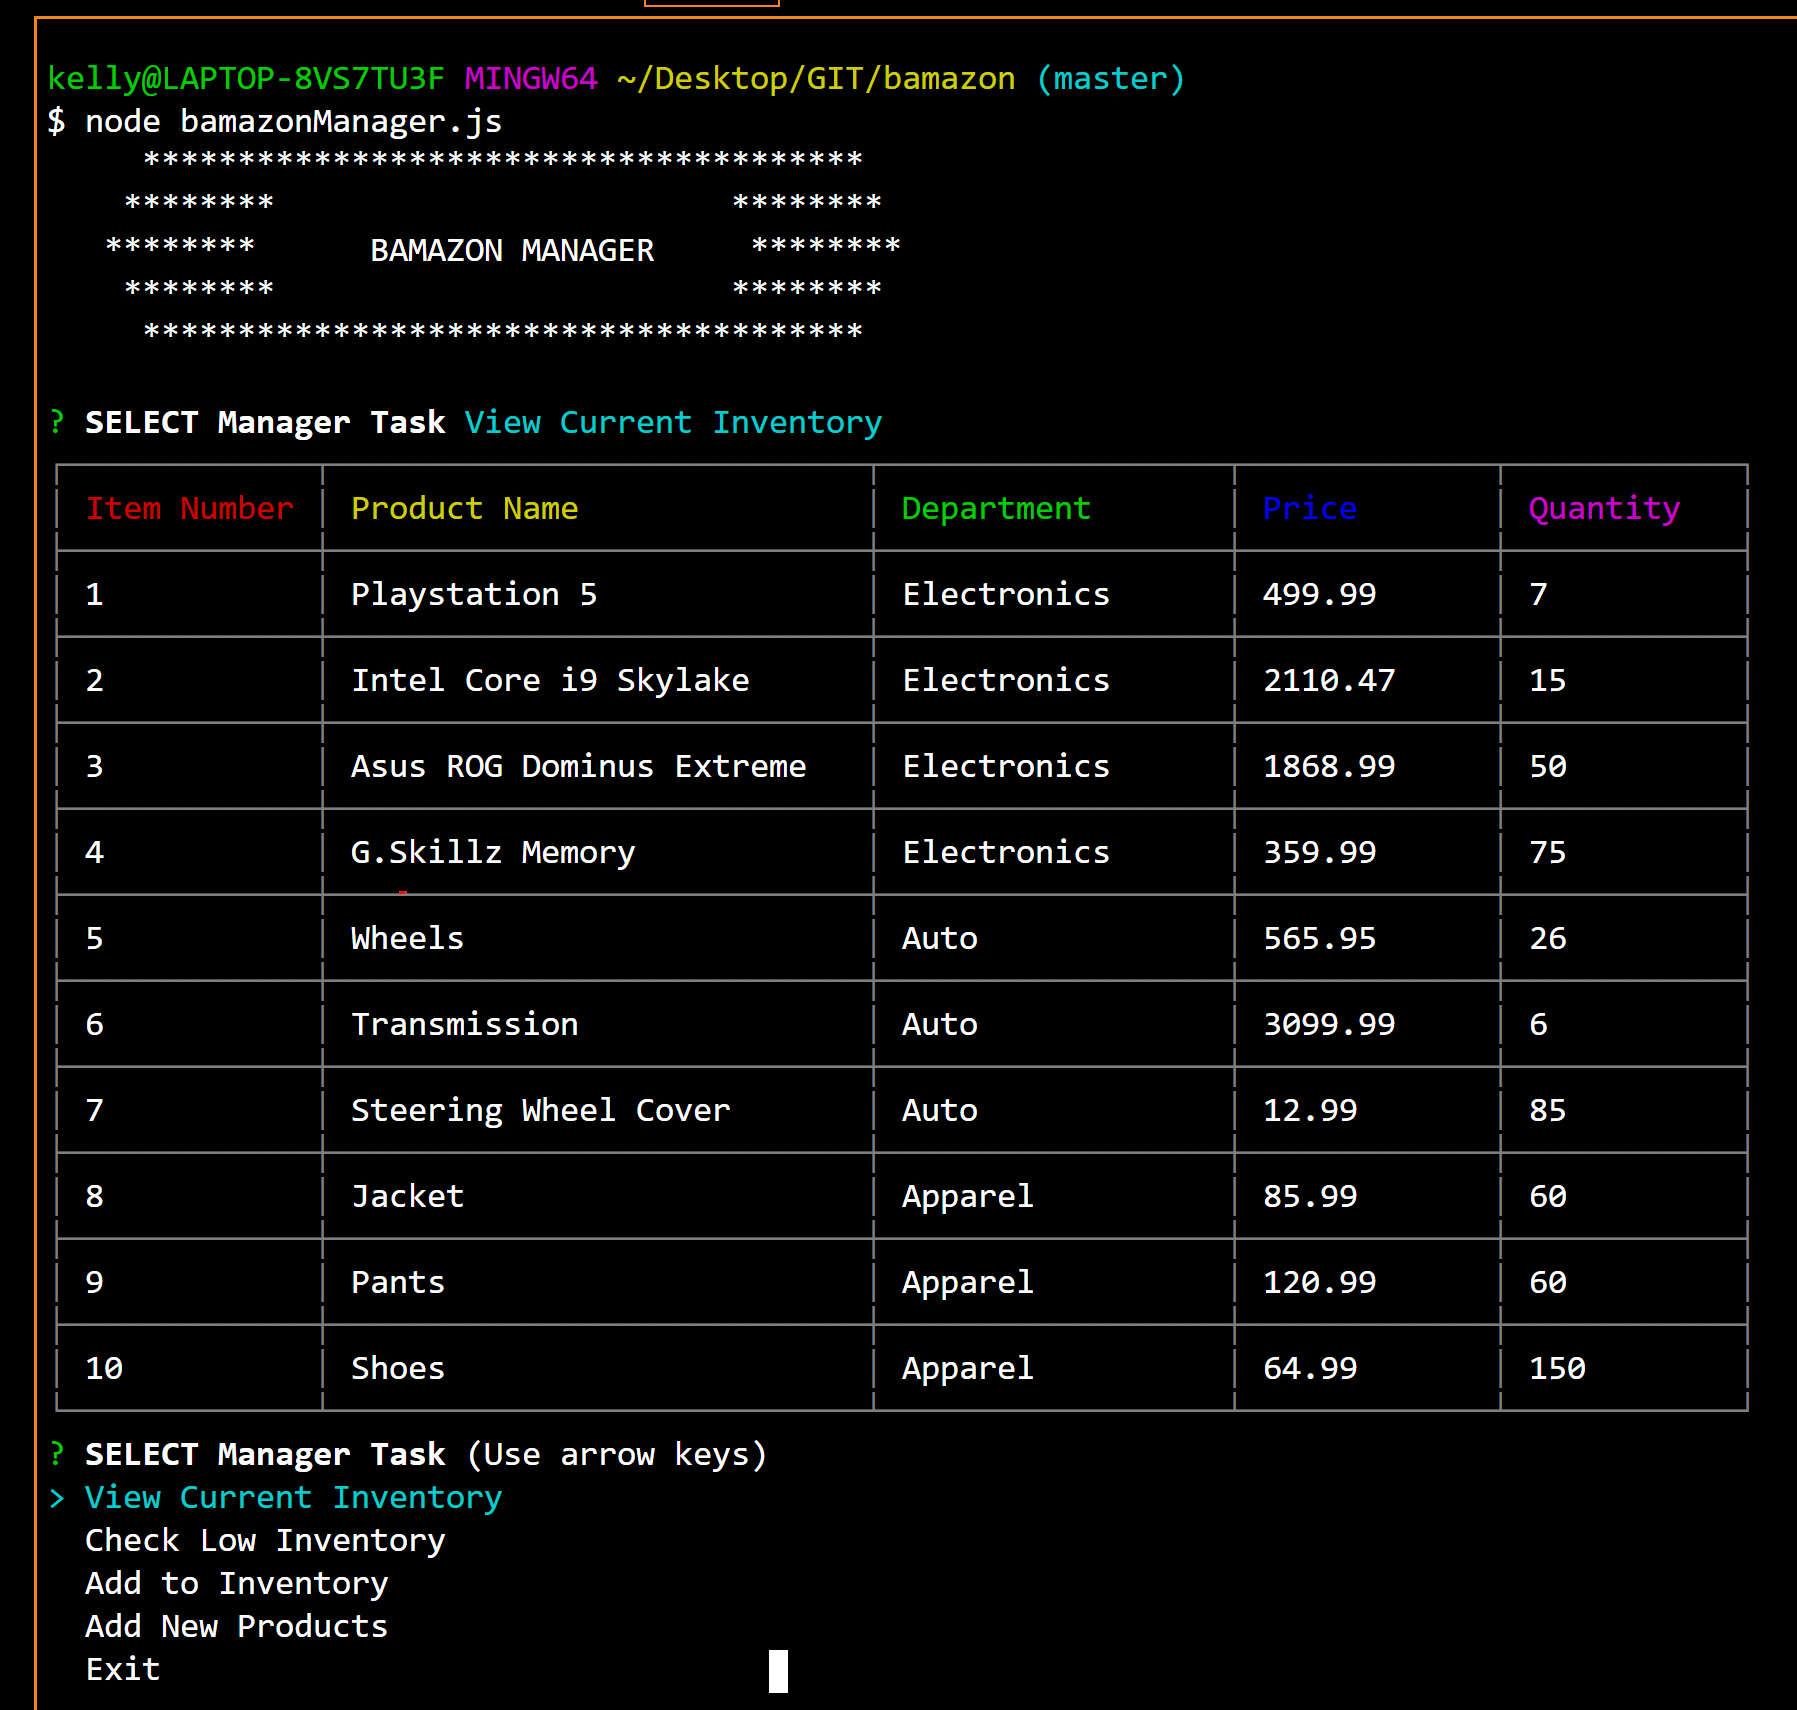 kelly@LAPTOP-8VS7TU3F MINGW64 ~/Desktop/GIT/bamazon (master)
$ node bamazonManager.js
**************************************
******** ********
******** BAMAZON MANAGER ********
******** ********
**************************************
? SELECT Manager Task View Current Inventory
Item Number Product Name Department Price Quantity
1 Playstation 5 Electronics 499.99 7
2 Intel Core i9 Skylake Electronics 2110.47 15
3 Asus ROG Dominus Extreme Electronics 1868.99 50
4 G.Skillz Memory Electronics 359.99 75
5 Wheels Auto 565.95 26
6 Transmission Auto 3099.99 6
7 Steering Wheel Cover Auto 12.99 85
8 Jacket Apparel 85.99 60
9 Pants Apparel 120.99 60
10 Shoes Apparel 64.99 150
? SELECT Manager Task (Use arrow keys)
> View Current Inventory
Check Low Inventory
Add to Inventory
Add New Products
Exit